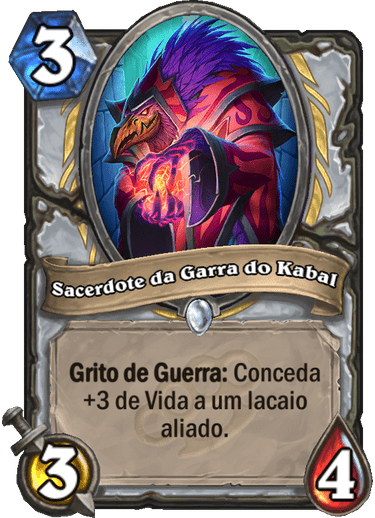 3
Sacerdote da Garra do Kabal
Grito de Guerra: Conceda
+3 de Vida a um lacaio
aliado.
3
4